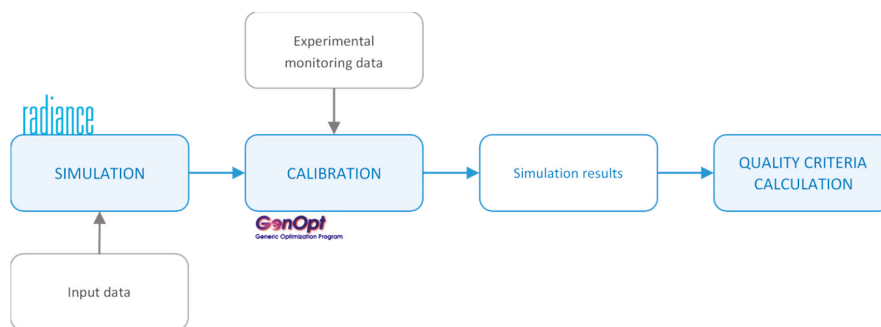 Experimental
monitoring data
radiance
SIMULATION
CALIBRATION
Simulation results
QUALITY CRITERIA
CALCULATION
GenOpt
Generic Optimization Program
Input data